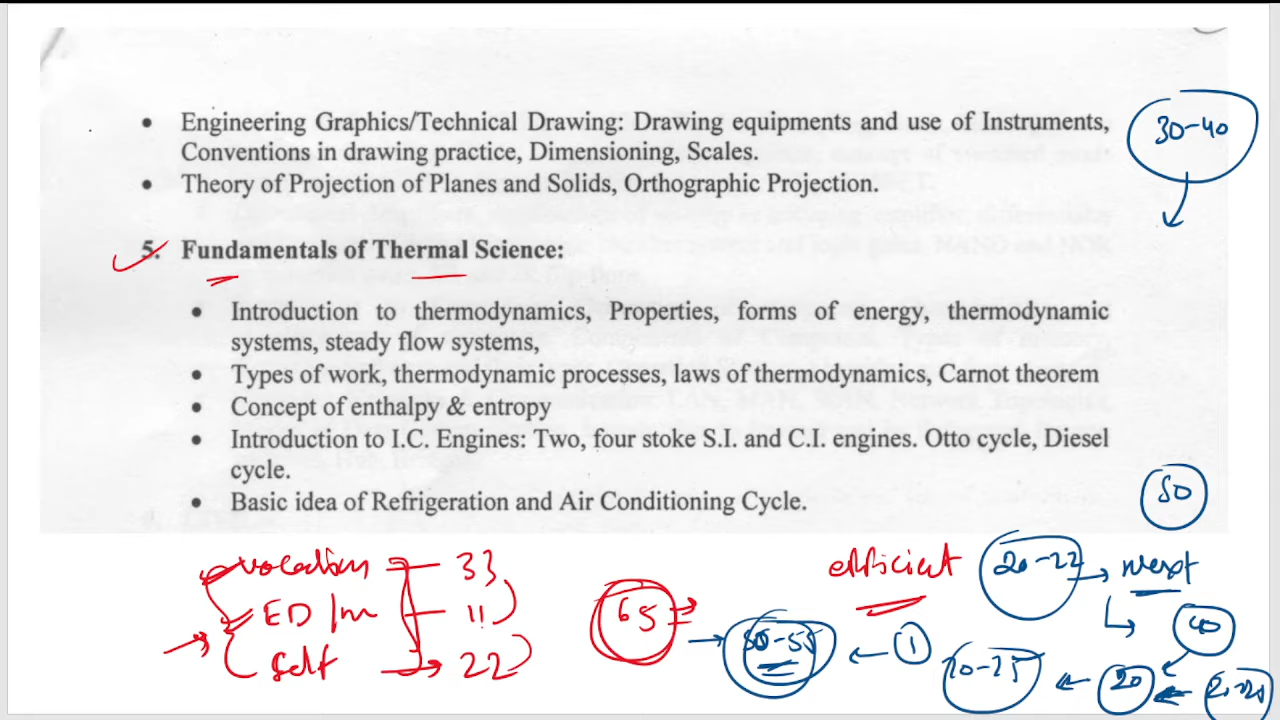 • Engineering Graphics/Technical Drawing: Drawing equipments and use of Instruments,
Conventions in drawing practice, Dimensioning, Scales.
• Theory of Projection of Planes and Solids, Orthographic Projection.
30-40
5. Fundamentals of Thermal Science:
• Introduction to thermodynamics, Properties, forms of energy, thermodynamic
systems, steady flow systems,
• Types of work, thermodynamic processes, laws of thermodynamics, Carnot theorem
• Concept of enthalpy & entropy
• Introduction to I.C. Engines: Two, four stoke S.I. and C.I. engines. Otto cycle, Diesel
cycle.
• Basic idea of Refrigeration and Air Conditioning Cycle.
50
33
efficient 20-22 next
ED 11
65
40
50-55 1
22
20